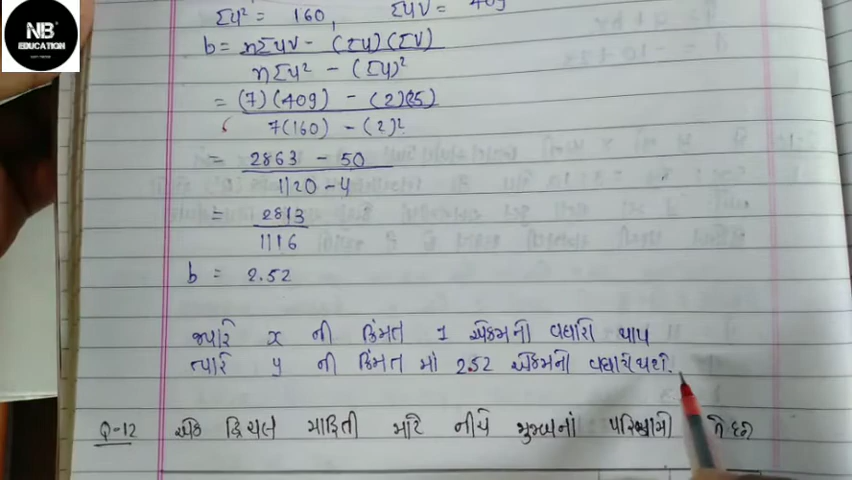 NB
EDUCATION
Σu² = 160, Σuv = 409
b = nΣuv - (Σu)(Σv)
nΣu² - (Σu)²
= (7)(409) - (2)(25)
7(160) - (2)²
= 2863 - 50
1120 - 4
= 2813
1116
b = 2.52
જ્યારે x ની કિંમત 1 એકમનો વધારો થાય
ત્યારે y ની કિંમત માં 2.52 એકમનો વધારો થશે.
Q-12 એક દ્વિચલ માહિતી માટે નીચે મુજબનાં પરિણામો